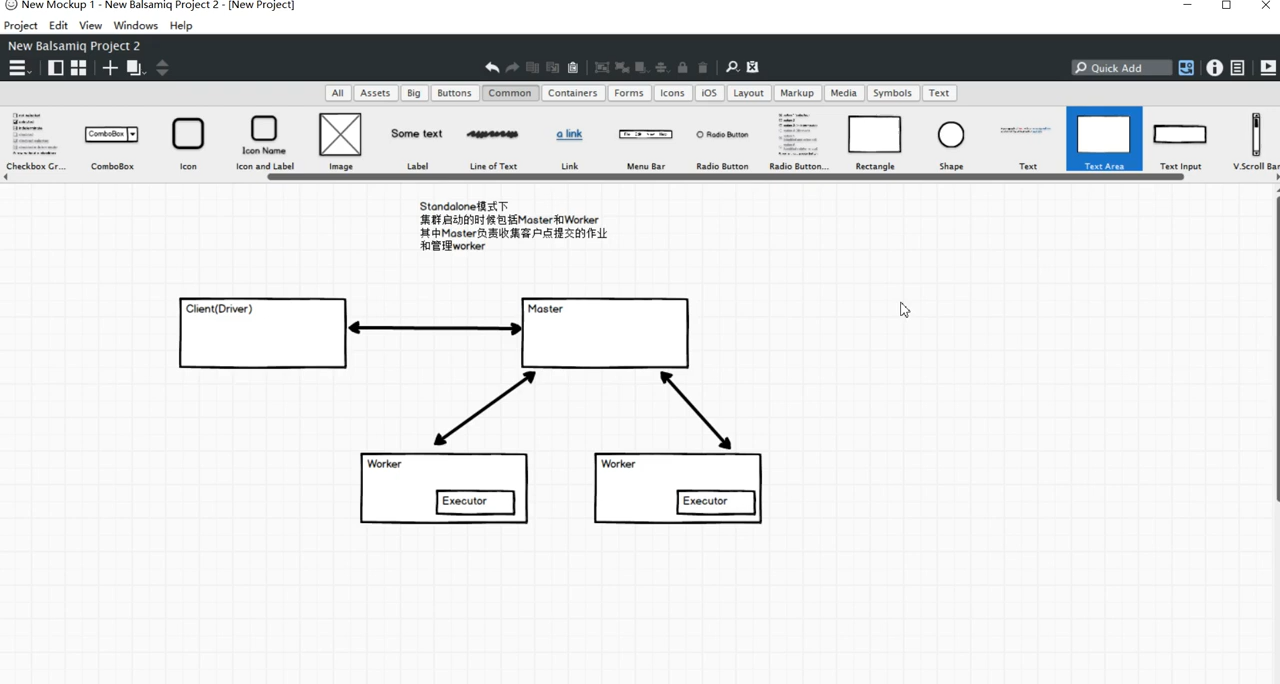 New Mockup 1 - New Balsamiq Project 2 - [New Project]
Project Edit View Windows Help
New Balsamiq Project 2
Quick Add
All Assets Big Buttons Common Containers Forms Icons iOS Layout Markup Media Symbols Text
ComboBox
Icon Name
Some text
a link
Radio Button
Checkbox Gr... ComboBox Icon Icon and Label Image Label Line of Text Link Menu Bar Radio Button Radio Button... Rectangle Shape Text Text Area Text Input V.Scroll Bar
Standalone模式下
集群启动的时候包括Master和Worker
其中Master负责收集客户点提交的作业
和管理worker
Client(Driver)
Master
Worker
Executor
Worker
Executor